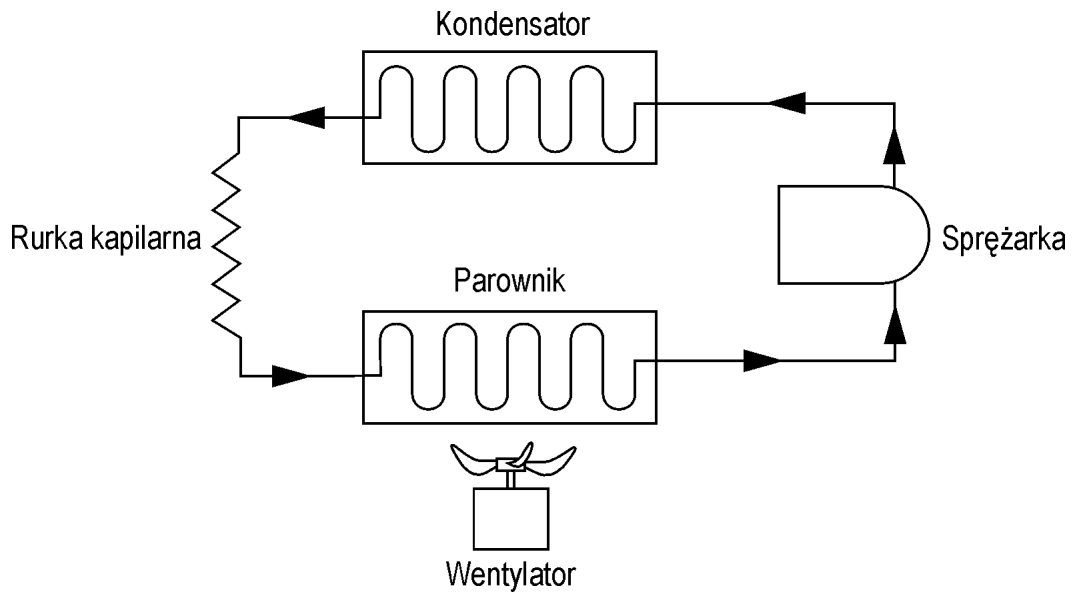 Kondensator
Rurka kapilarna
Sprężarka
Parownik
Wentylator